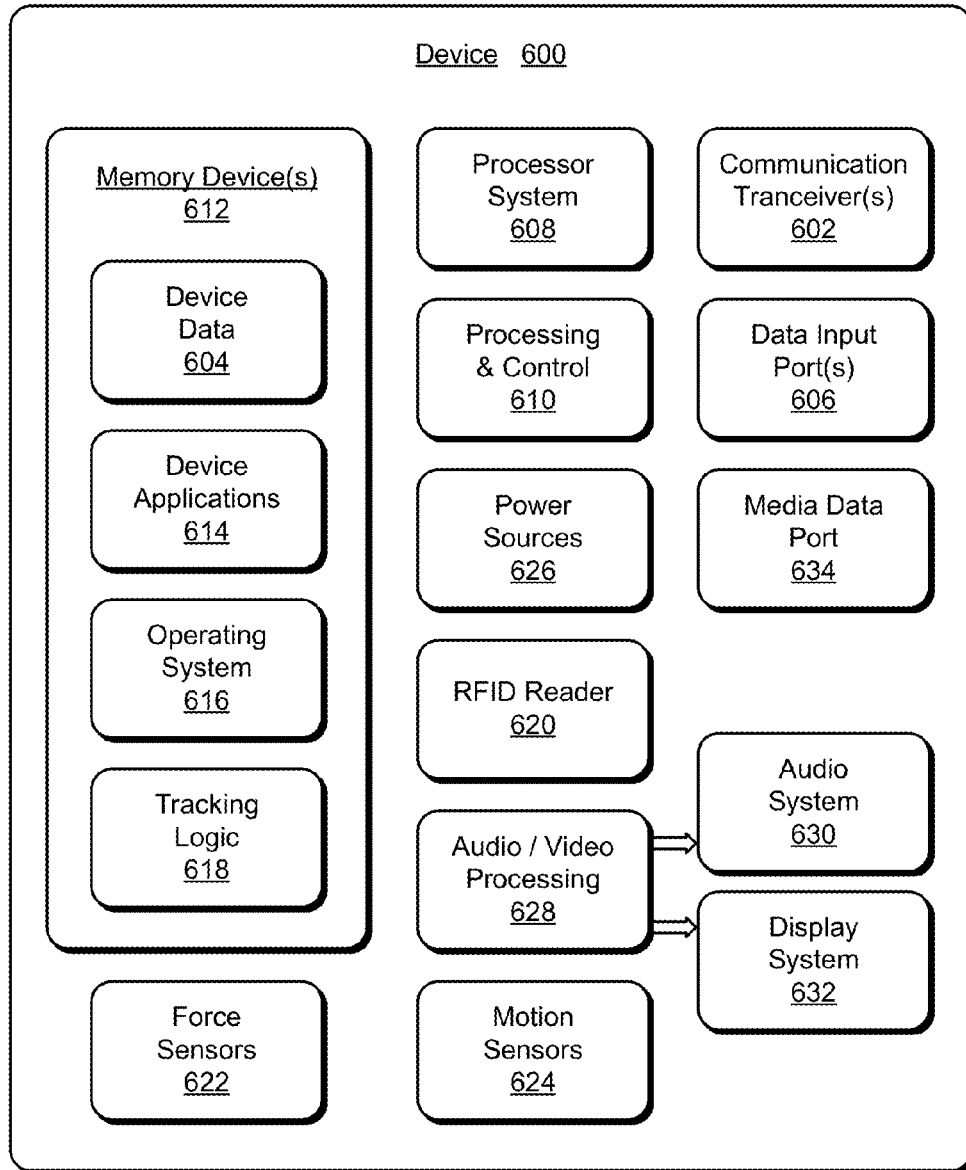 Device 600
Memory Device(s)
612
Device
Data
604
Device
Applications
614
Operating
System
616
Tracking
Logic
618
Force
Sensors
622
Processor
System
608
Processing
& Control
610
Power
Sources
626
RFID Reader
620
Audio / Video
Processing
628
Motion
Sensors
624
Communication
Tranceiver(s)
602
Data Input
Port(s)
606
Media Data
Port
634
Audio
System
630
Display
System
632